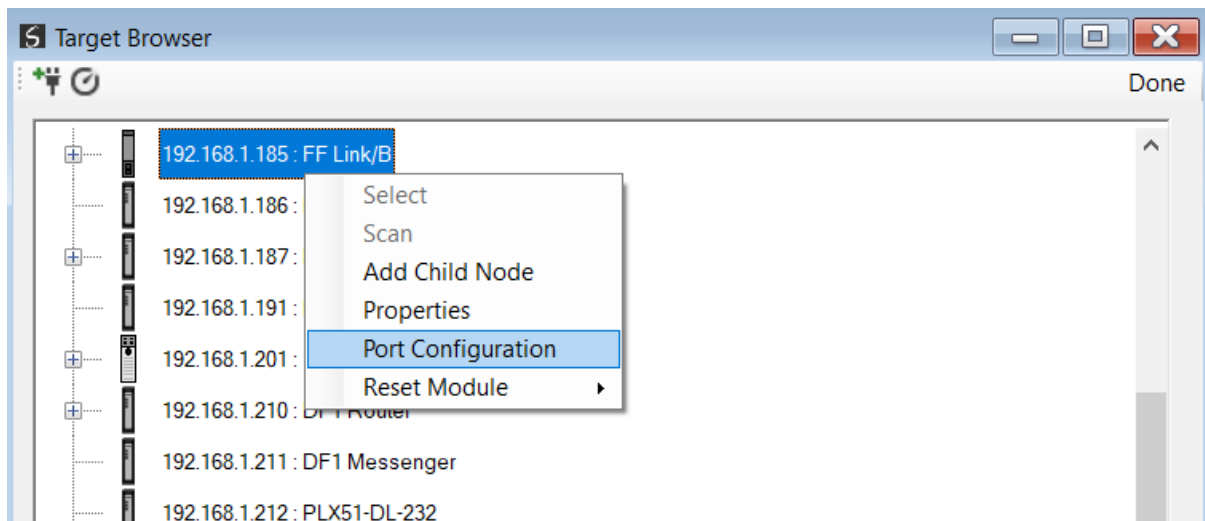 Target Browser
Done
192.168.1.185 : FF Link/B
192.168.1.186 :
Select
Scan
192.168.1.187 :
Add Child Node
192.168.1.191 :
Properties
Port Configuration
192.168.1.201 :
Reset Module
192.168.1.210 : DF1 Router
192.168.1.211 : DF1 Messenger
192.168.1.212 : PLX51-DL-232